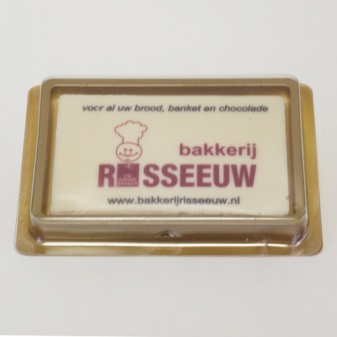 voor al uw brood, banket en chocolade
bakkerij
RISSEEUW
www.bakkerijrisseeuw.nl